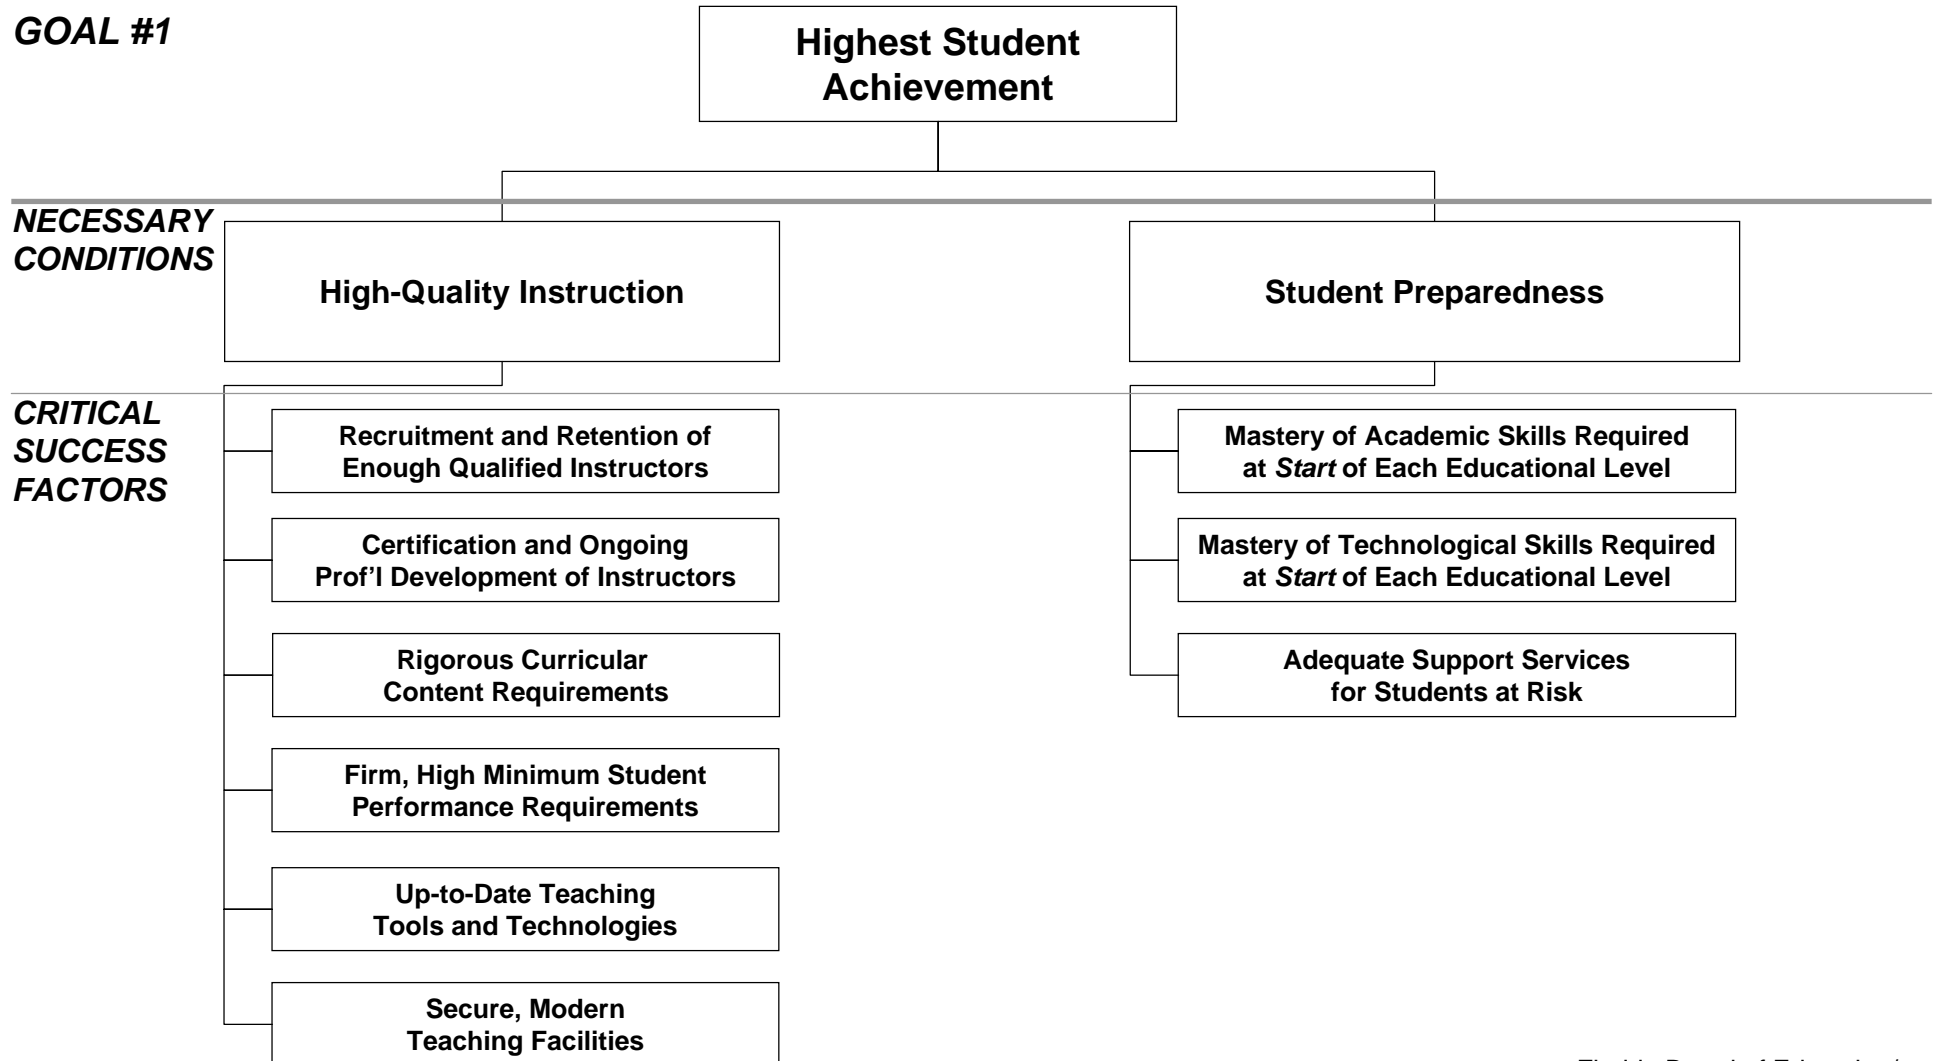 GOAL #1
Highest Student
Achievement
NECESSARY
CONDITIONS
High-Quality Instruction
Student Preparedness
CRITICAL
SUCCESS
FACTORS
Recruitment and Retention of
Enough Qualified Instructors
Certification and Ongoing
Prof'l Development of Instructors
Rigorous Curricular
Content Requirements
Firm, High Minimum Student
Performance Requirements
Up-to-Date Teaching
Tools and Technologies
Secure, Modern
Teaching Facilities
Mastery of Academic Skills Required
at Start of Each Educational Level
Mastery of Technological Skills Required
at Start of Each Educational Level
Adequate Support Services
for Students at Risk